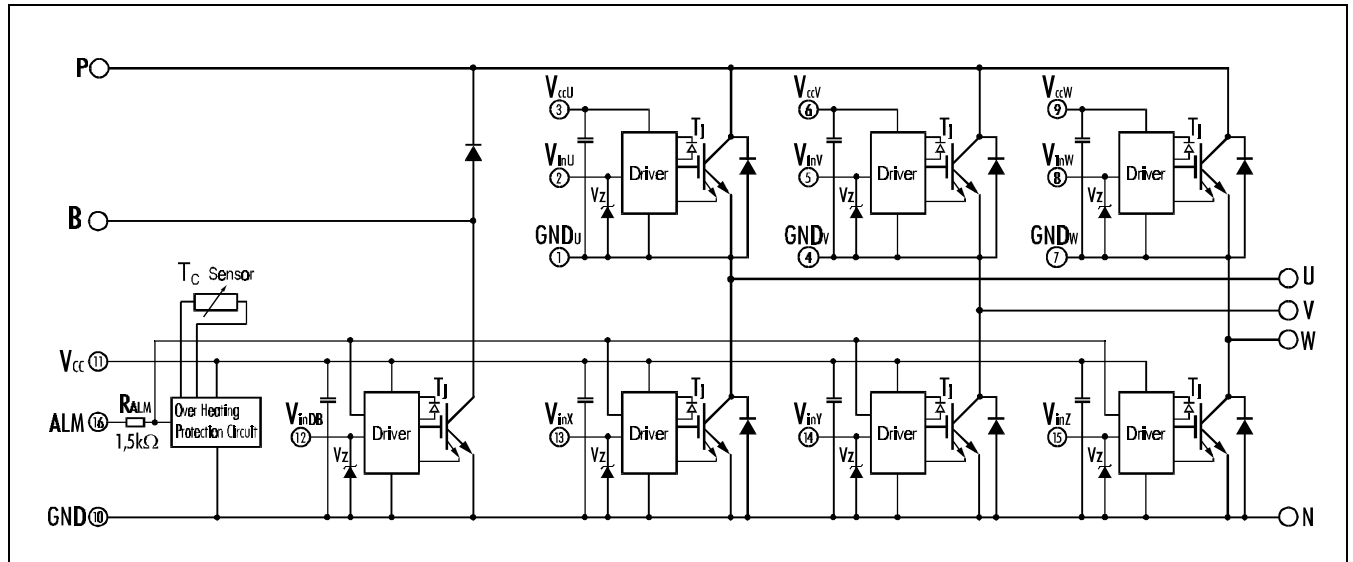 P
VccU
3
VinU
2
Vz
GNDU
1
Driver
Tj
VccV
6
VinV
5
Vz
GNDV
4
Driver
Tj
VccW
9
VinW
8
Vz
GNDW
7
Driver
Tj
B
U
V
W
TC Sensor
Vcc 11
ALM 16
RALM
1,5kΩ
Over Heating
Protection Circuit
VinDB
12
Vz
Driver
Tj
VinX
13
Vz
Driver
Tj
VinY
14
Vz
Driver
Tj
VinZ
15
Vz
Driver
Tj
GND 10
N